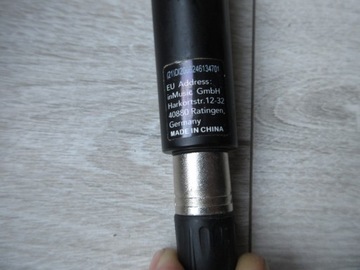 EU Address:
inMusic GmbH
Harkortstr.12-32
40880 Ratingen,
Germany
MADE IN CHINA